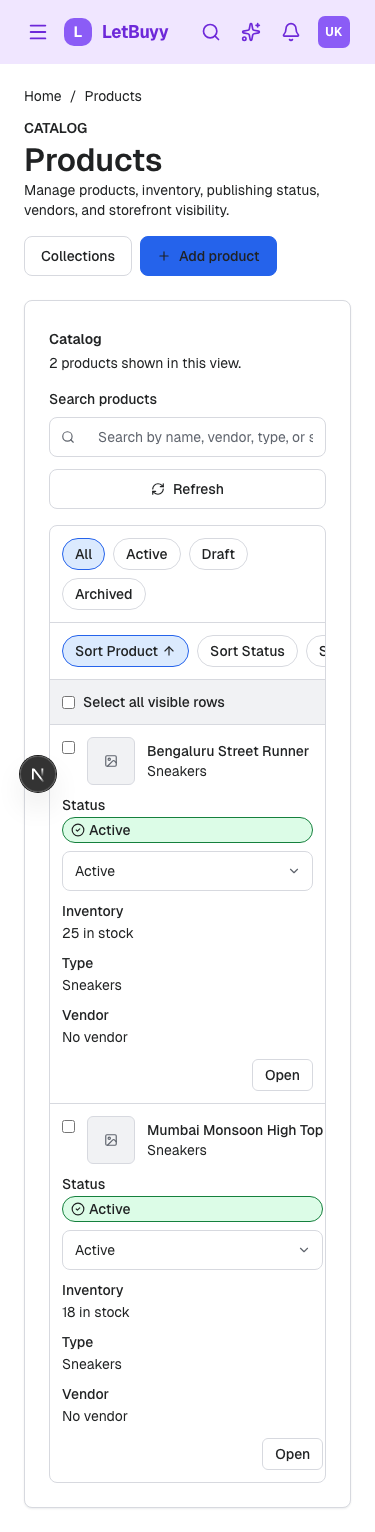 L LetBuyy UK
Home / Products
CATALOG
Products
Manage products, inventory, publishing status,
vendors, and storefront visibility.
Collections
+ Add product
Catalog
2 products shown in this view.
Search products
Search by name, vendor, type, or s
Refresh
All Active Draft
Archived
Sort Product ↑ Sort Status S
Select all visible rows
Bengaluru Street Runner
Sneakers
N
Status
Active
Active
Inventory
25 in stock
Type
Sneakers
Vendor
No vendor
Open
Mumbai Monsoon High Top
Sneakers
Status
Active
Active
Inventory
18 in stock
Type
Sneakers
Vendor
No vendor
Open